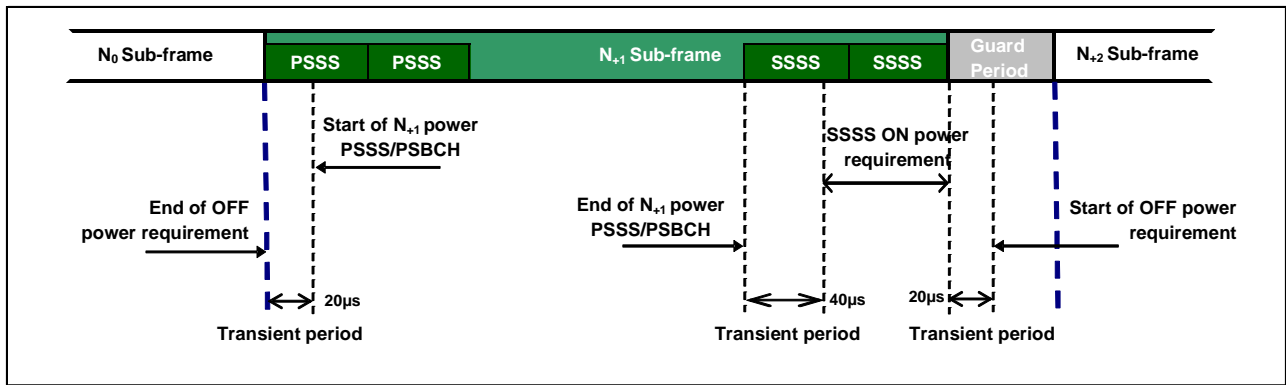 N0 Sub-frame
PSSS
PSSS
N+1 Sub-frame
SSSS
SSSS
Guard
Period
N+2 Sub-frame
Start of N+1 power
PSSS/PSBCH
SSSS ON power
requirement
End of OFF
power requirement
End of N+1 power
PSSS/PSBCH
Start of OFF power
requirement
20µs
40µs
20µs
Transient period
Transient period
Transient period